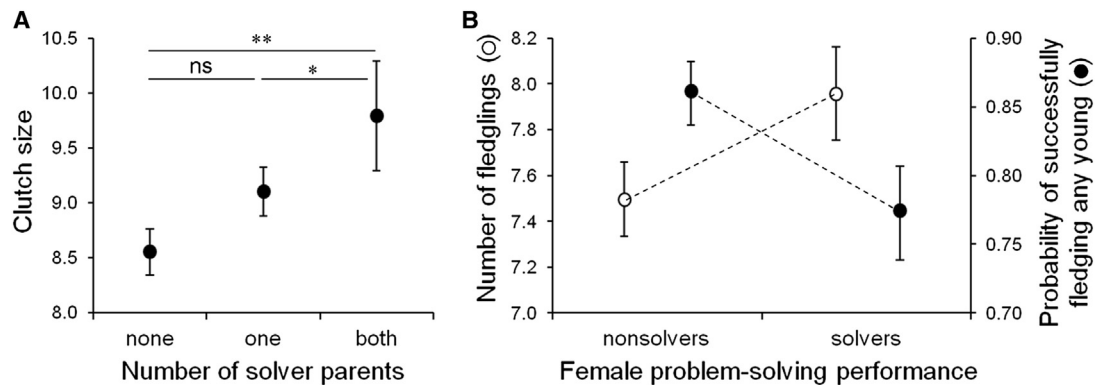 A
10.5
10.0
9.5
9.0
8.5
8.0
Clutch size
**
ns
*
none one both
Number of solver parents
B
8.2
8.0
7.8
7.6
7.4
7.2
7.0
Number of fledglings (○)
0.90
0.85
0.80
0.75
0.70
Probability of successfully
fledging any young (●)
nonsolvers solvers
Female problem-solving performance